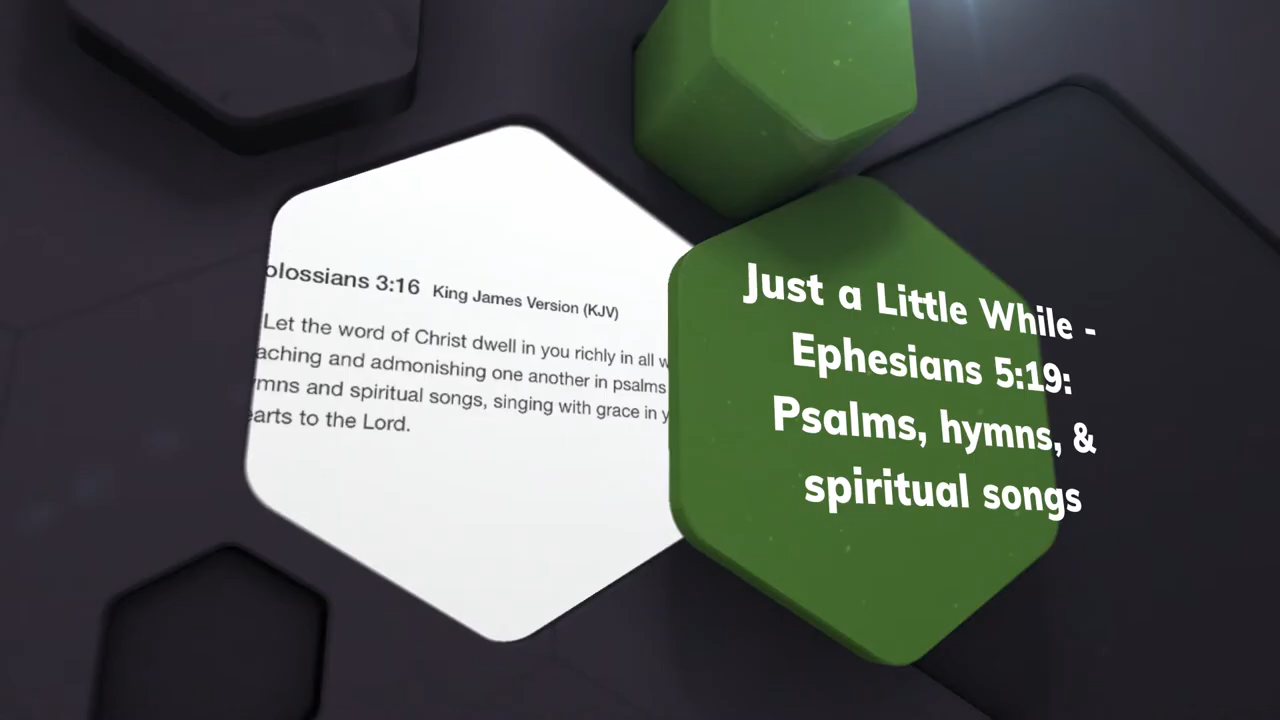 olossians 3:16 King James Version (KJV)
Let the word of Christ dwell in you richly in all w
aching and admonishing one another in psalms
mns and spiritual songs, singing with grace in y
earts to the Lord.
Just a Little While -
Ephesians 5:19:
Psalms, hymns, &
spiritual songs